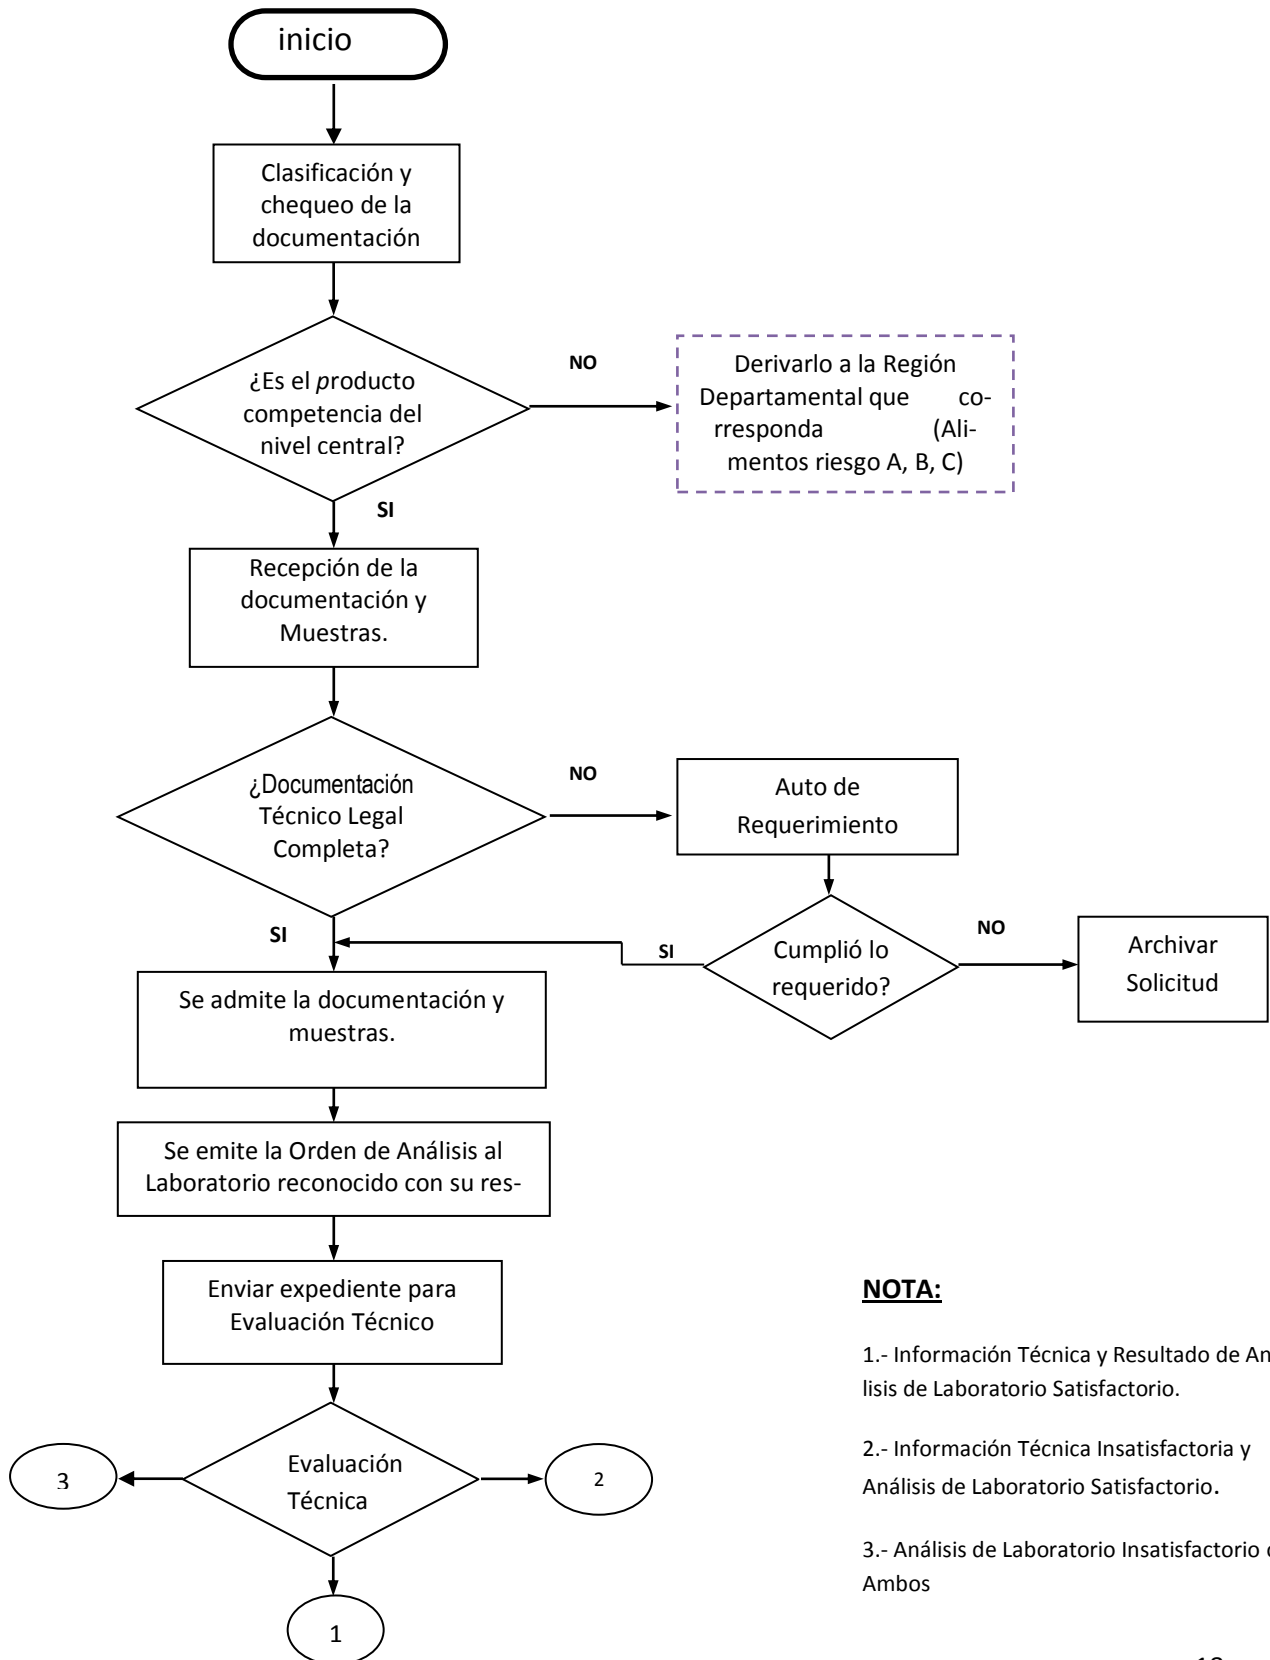 inicio
Clasificación y
chequeo de la
documentación
¿Es el producto
competencia del
nivel central?
NO
Derivarlo a la Región
Departamental que co-
rresponda (Ali-
mentos riesgo A, B, C)
SI
Recepción de la
documentación y
Muestras.
¿Documentación
Técnico Legal
Completa?
NO
Auto de
Requerimiento
SI
Cumplió lo
requerido?
SI
NO
Archivar
Solicitud
Se admite la documentación y
muestras.
Se emite la Orden de Análisis al
Laboratorio reconocido con su res-
Enviar expediente para
Evaluación Técnico
Evaluación
Técnica
3
2
1
NOTA:
1.- Información Técnica y Resultado de An
lisis de Laboratorio Satisfactorio.
2.- Información Técnica Insatisfactoria y
Análisis de Laboratorio Satisfactorio.
3.- Análisis de Laboratorio Insatisfactorio
Ambos